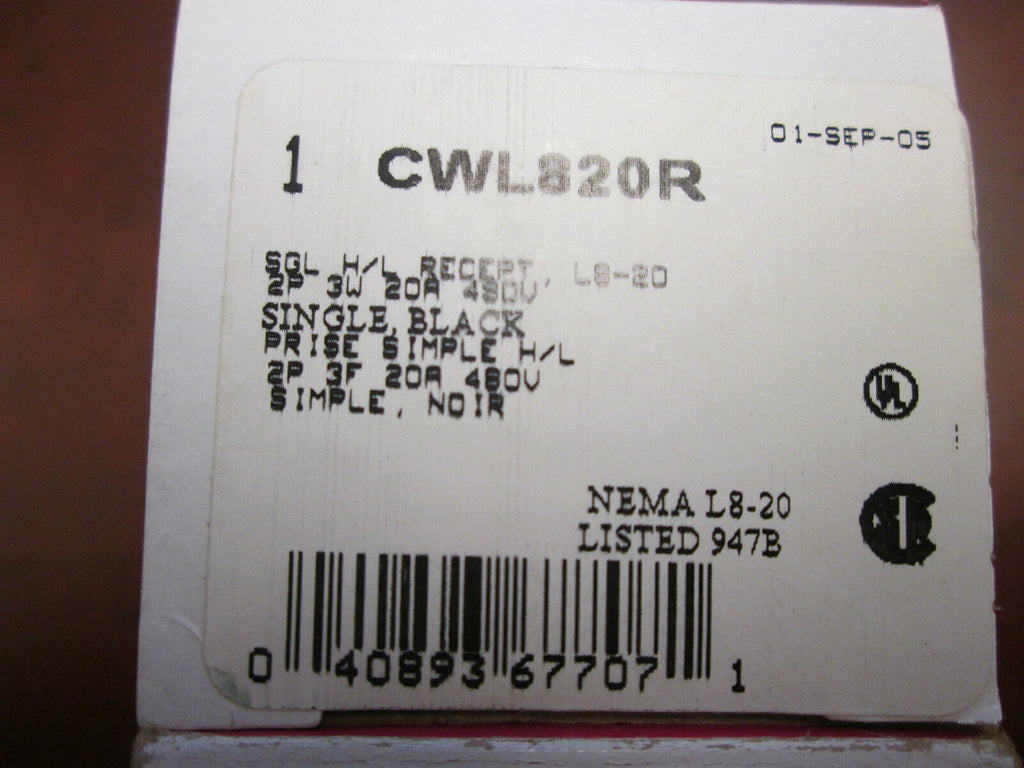 01-SEP-05
1 CWL820R
SGL H/L RECEPT, L8-20
2P 3W 20A 480V
SINGLE, BLACK
PRISE SIMPLE H/L
2P 3F 20A 480V
SIMPLE, NOIR
UL
NEMA L8-20
LISTED 947B
0 40893 67707 1